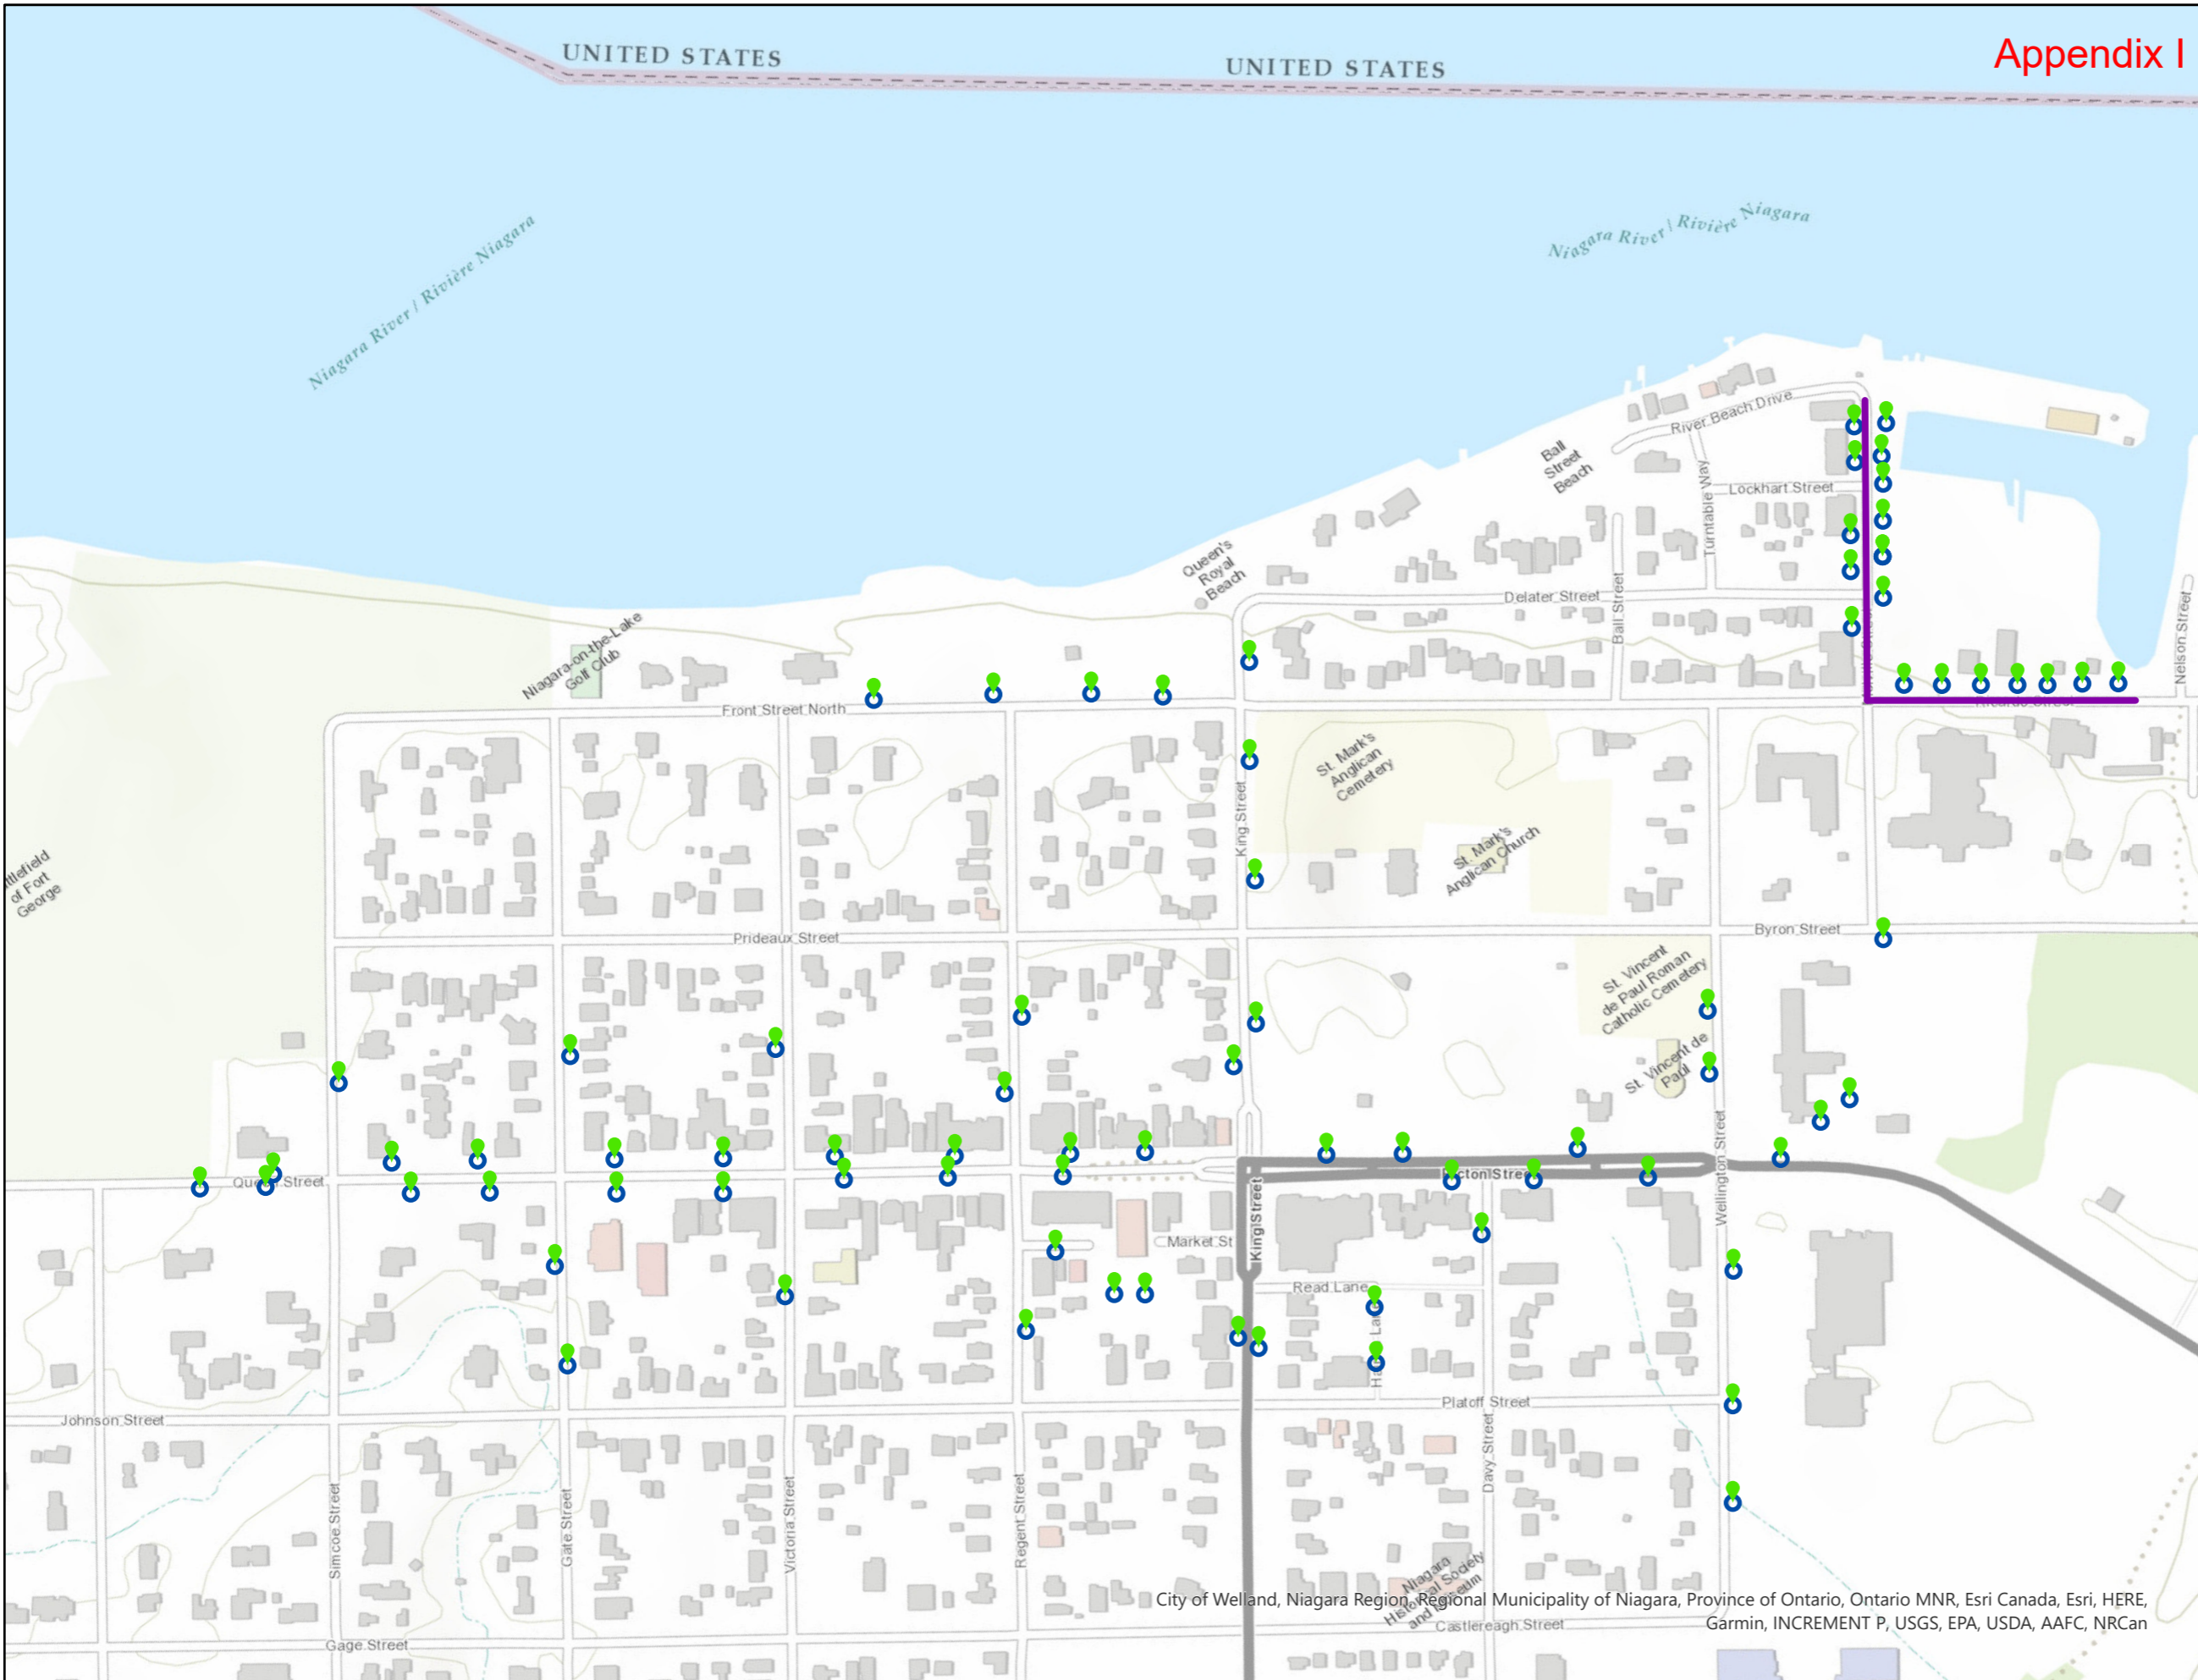 UNITED STATES
UNITED STATES
Appendix I
Niagara River / Rivière Niagara
Niagara River / Rivière Niagara
River Beach Drive
Ball
Street
Beach
Lockhart Street
Turntable Way
Queen's
Royal
Beach
Delater Street
Ball Street
Nelson Street
Niagara-on-the-Lake
Golf Club
Front Street North
St. Mark's
Anglican
Cemetery
King Street
St. Mark's
Anglican Church
of Fort
George
Prideaux Street
Byron Street
St. Vincent
de Paul Roman
Catholic Cemetery
St. Vincent de
Paul
Queen Street
Wellington Street
King Street
Market St
Read Lane
Platoff Street
Johnson Street
Davy Street
Simcoe Street
Gate Street
Victoria Street
Regent Street
Niagara
Historical Society
and Museum
City of Welland, Niagara Region, Regional Municipality of Niagara, Province of Ontario, Ontario MNR, Esri Canada, Esri, HERE,
Garmin, INCREMENT P, USGS, EPA, USDA, AAFC, NRCan
Castlereagh Street
Gage Street